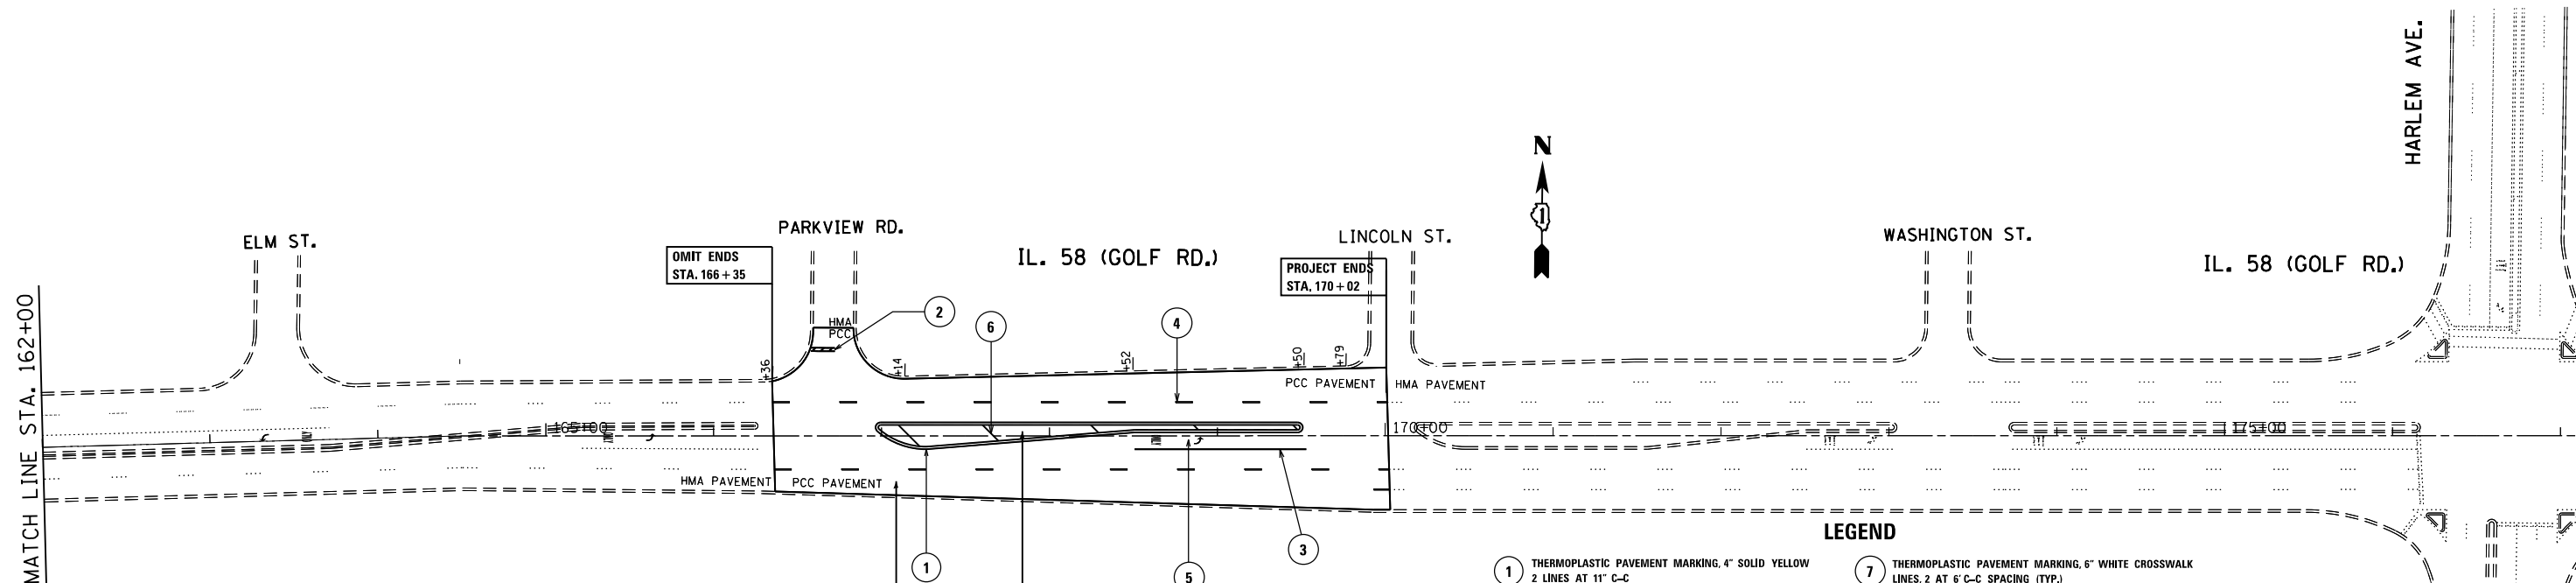 HARLEM AVE.
N
1
ELM ST.
PARKVIEW RD.
IL. 58 (GOLF RD.)
LINCOLN ST.
WASHINGTON ST.
IL. 58 (GOLF RD.)
OMIT ENDS
STA. 166 + 35
PROJECT ENDS
STA. 170 + 02
MATCH LINE STA. 162+00
HMA
PCC
2
6
4
+36
+14
+52
+50
+79
PCC PAVEMENT
HMA PAVEMENT
165+00
170+00
175+00
HMA PAVEMENT
PCC PAVEMENT
1
5
3
LEGEND
1 THERMOPLASTIC PAVEMENT MARKING, 4" SOLID YELLOW
2 LINES AT 11" C-C
7 THERMOPLASTIC PAVEMENT MARKING, 6" WHITE CROSSWALK
LINES, 2 AT 6' C-C SPACING (TYP.)